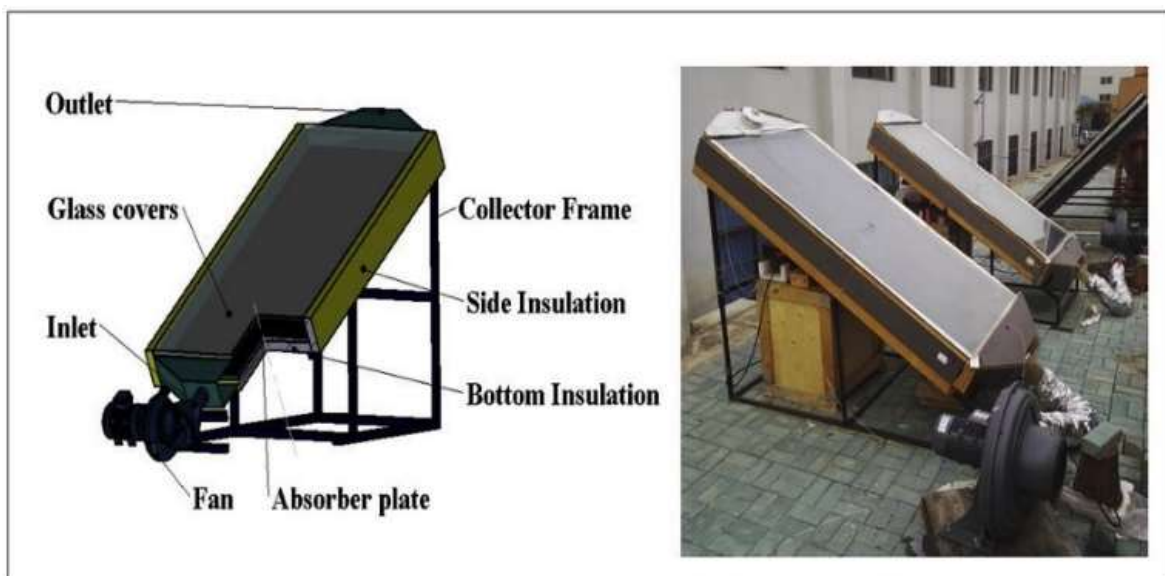 Outlet
Glass covers
Collector Frame
Side Insulation
Inlet
Bottom Insulation
Fan
Absorber plate